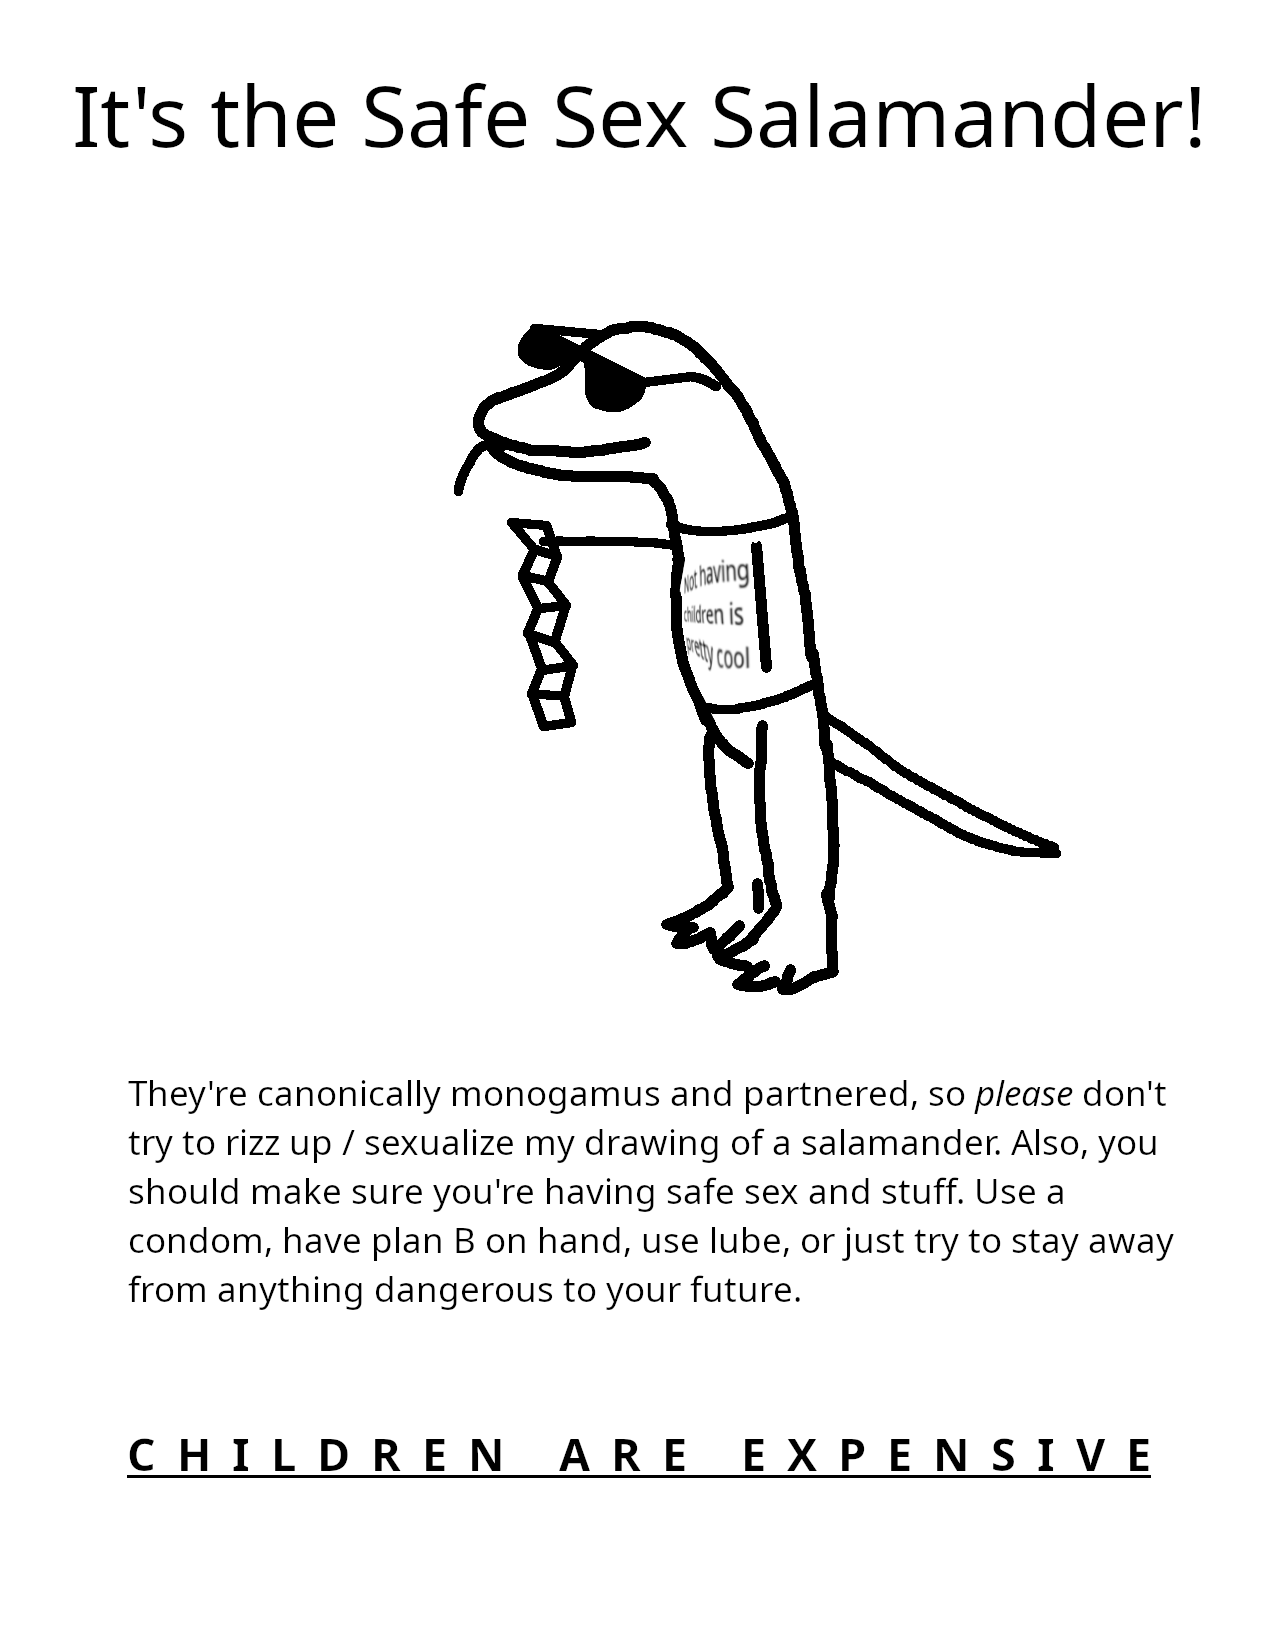 It's the Safe Sex Salamander!
Not having
children is
pretty cool
They're canonically monogamus and partnered, so please don't
try to rizz up / sexualize my drawing of a salamander. Also, you
should make sure you're having safe sex and stuff. Use a
condom, have plan B on hand, use lube, or just try to stay away
from anything dangerous to your future.
CHILDREN ARE EXPENSIVE